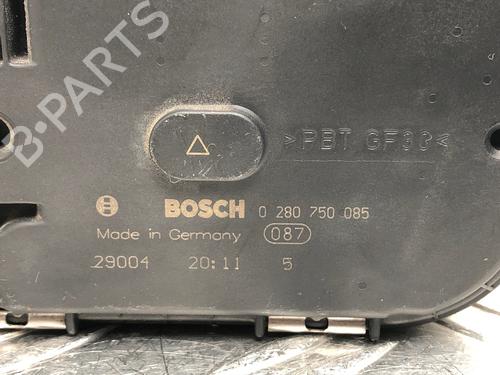 B-PARTS
>PBT GF30<
BOSCH 0 280 750 085
Made in Germany 087
29004 20:11 5